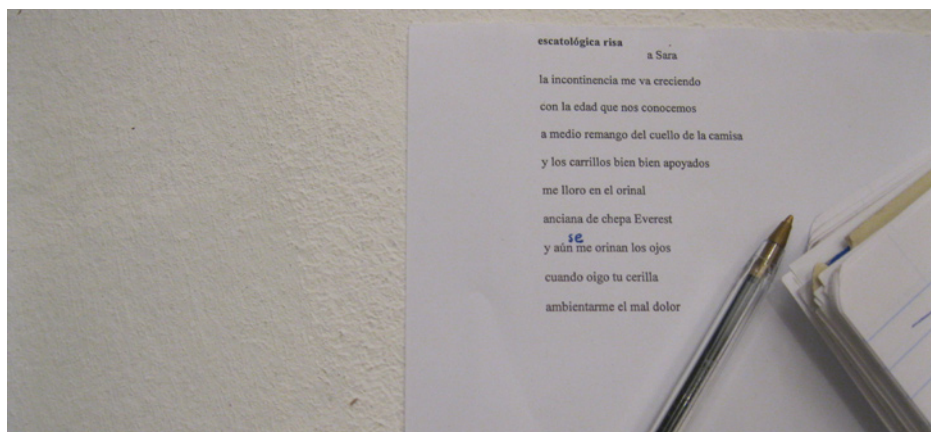 escatológica risa
a Sara
la incontinencia me va creciendo
con la edad que nos conocemos
a medio remango del cuello de la camisa
y los carrillos bien bien apoyados
me lloro en el orinal
anciana de chepa Everest
y aún se me orinan los ojos
cuando oigo tu cerilla
ambientarme el mal dolor